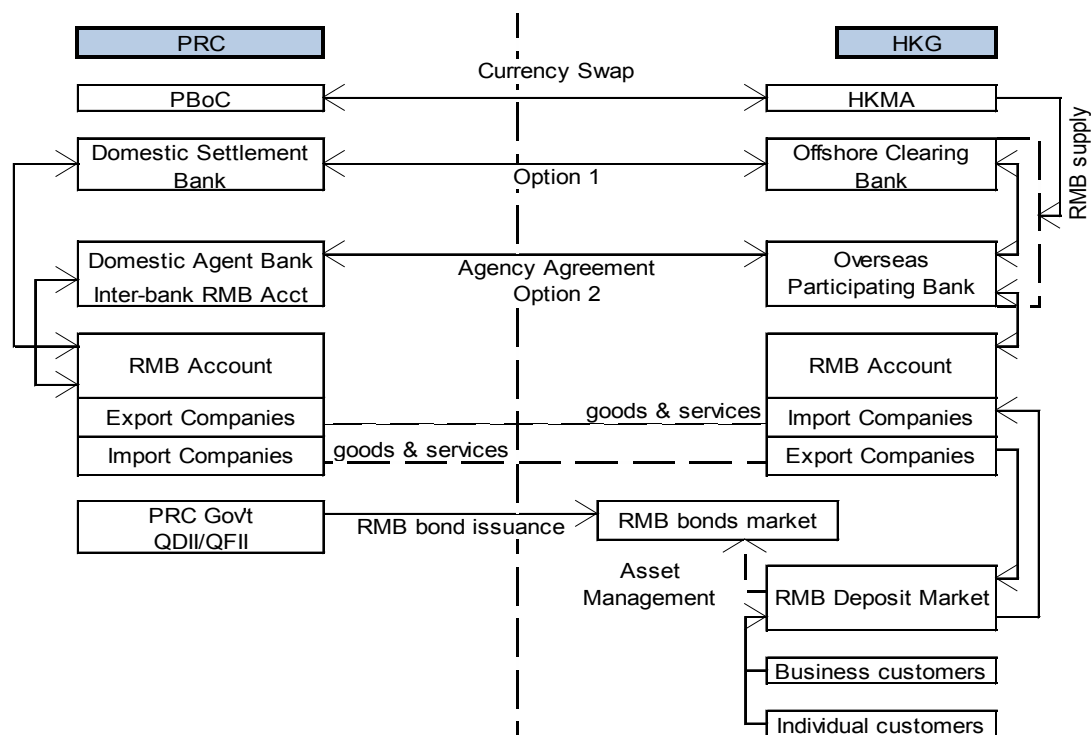 PRC
HKG
Currency Swap
PBoC
HKMA
RMB supply
Domestic Settlement
Bank
Option 1
Offshore Clearing
Bank
Domestic Agent Bank
Inter-bank RMB Acct
Agency Agreement
Option 2
Overseas
Participating Bank
RMB Account
RMB Account
Export Companies
goods & services
Import Companies
Import Companies
goods & services
Export Companies
PRC Gov't
QDII/QFII
RMB bond issuance
RMB bonds market
Asset
Management
RMB Deposit Market
Business customers
Individual customers